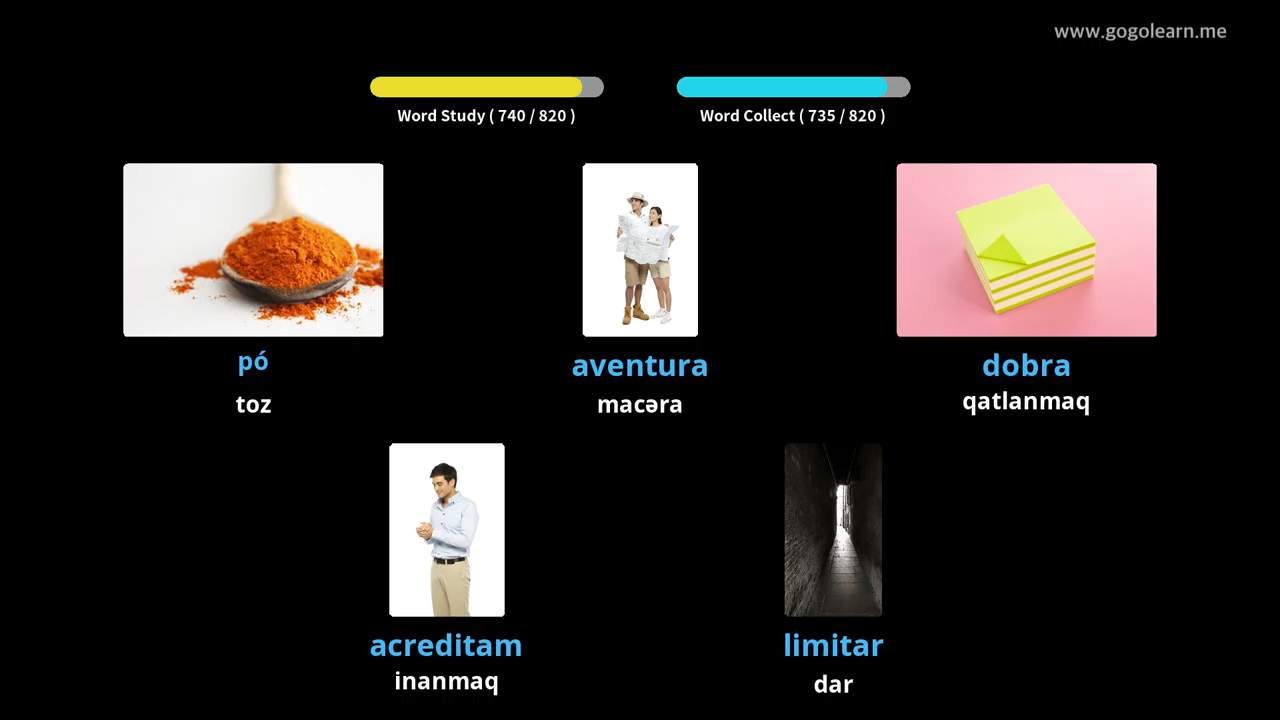 www.gogolearn.me
Word Study ( 740 / 820 )
Word Collect ( 735 / 820 )
pó
toz
aventura
macəra
dobra
qatlanmaq
acreditam
inanmaq
limitar
dar